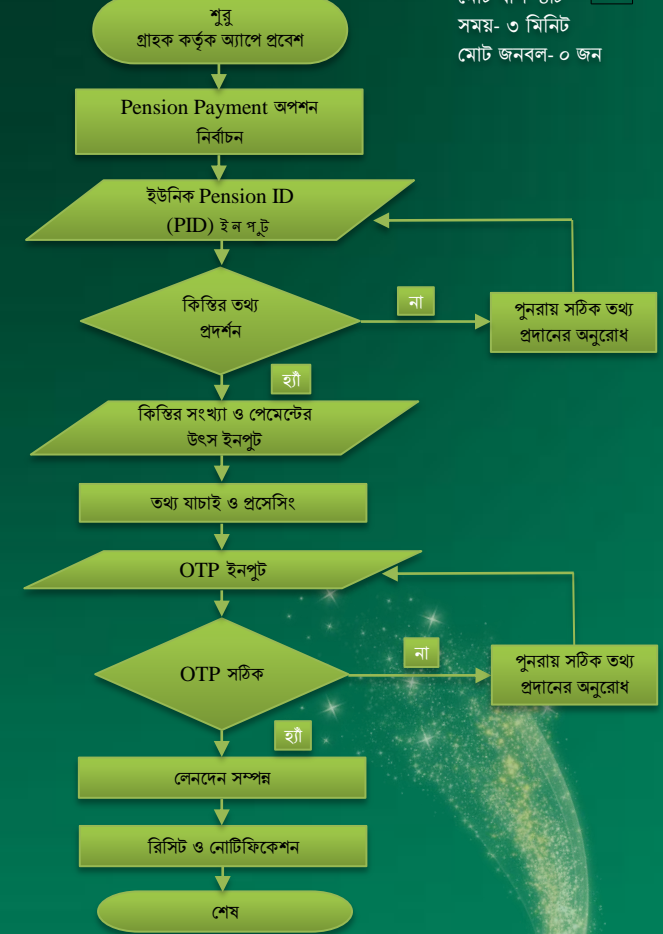 শুরু
গ্রাহক কর্তৃক অ্যাপে প্রবেশ
সময়- ৩ মিনিট
মোট জনবল- ০ জন
Pension Payment অপশন
নির্বাচন
ইউনিক Pension ID
(PID) ইনপুট
কিস্তির তথ্য
প্রদর্শন
না
পুনরায় সঠিক তথ্য
প্রদানের অনুরোধ
হ্যাঁ
কিস্তির সংখ্যা ও পেমেন্টের
উৎস ইনপুট
তথ্য যাচাই ও প্রসেসিং
OTP ইনপুট
OTP সঠিক
না
পুনরায় সঠিক তথ্য
প্রদানের অনুরোধ
হ্যাঁ
লেনদেন সম্পন্ন
রিসিট ও নোটিফিকেশন
শেষ